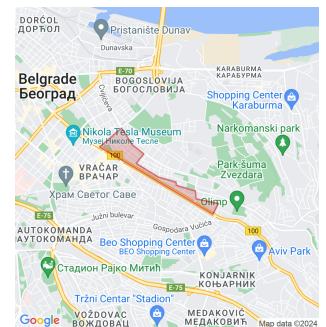 DORĆOL
ДОРЋОЛ
Pristanište Dunav
Dunavska
E-70
KARABURMA
КАРАБУРМА
BOGOSLOVIJA
БОГОСЛОВИЈА
Belgrade
Београд
Cvijićeva
Shopping Center
Karaburma
Nikola Tesla Museum
Музеј Николе Тесле
Narkomanski park
100
VRAČAR
ВРАЧАР
Park-šuma
Zvezdara
Храм Светог Саве
Olimp
E-75
Južni bulevar
Gospodara Vučića
AUTOKOMANDA
АУТОКОМАНДА
100
Beo Shopping Center
BEO Shopping Center
Avio Park
Стадион Рајко Митић
KONJARNIK
КОЊАРНИК
E-75
Tržni Centar "Stadion"
VOŽDOVAC
ВОЖДОВАЦ
MEDAKOVIĆ
МЕДАКОВИЋ
Google
Map data ©2024